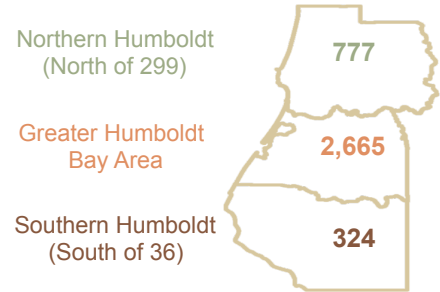 Northern Humboldt
(North of 299)
777
Greater Humboldt
Bay Area
2,665
Southern Humboldt
(South of 36)
324